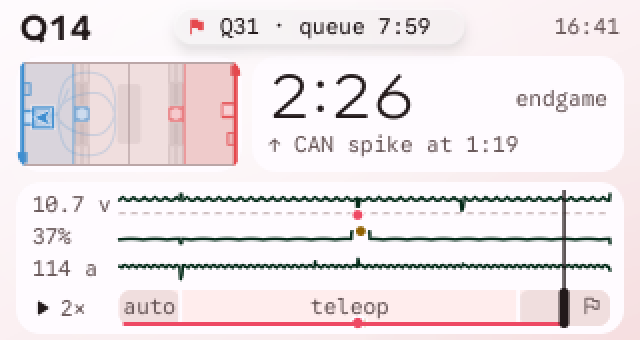 Q14
Q31 · queue 7:59
16:41
2:26
endgame
↑ CAN spike at 1:19
10.7 v
37%
114 a
▶ 2×
auto
teleop